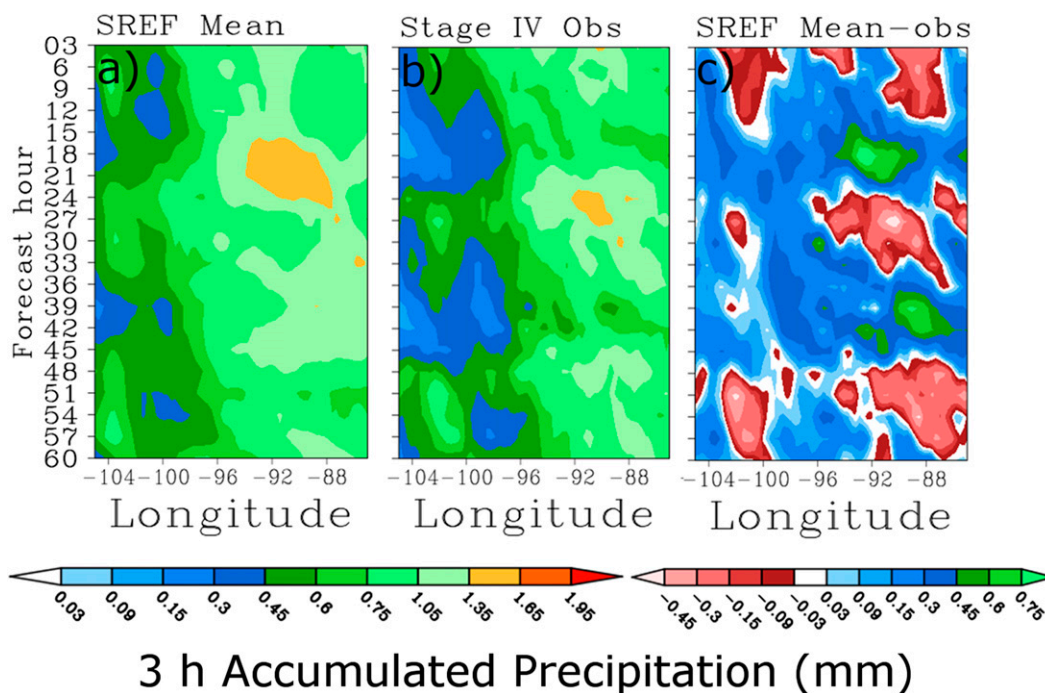 SREF Mean
Stage IV Obs
SREF Mean-obs
a)
b)
c)
Forecast hour
03
6
9
12
15
18
21
24
27
30
33
36
39
42
45
48
51
54
57
60
-104 -100 -96 -92 -88
-104 -100 -96 -92 -88
-104 -100 -96 -92 -88
Longitude
Longitude
Longitude
0.03 0.09 0.15 0.3 0.45 0.6 0.75 1.05 1.35 1.65 1.95
-0.45 -0.3 -0.15 -0.09 -0.03 0.03 0.09 0.15 0.3 0.45 0.6 0.75
3 h Accumulated Precipitation (mm)